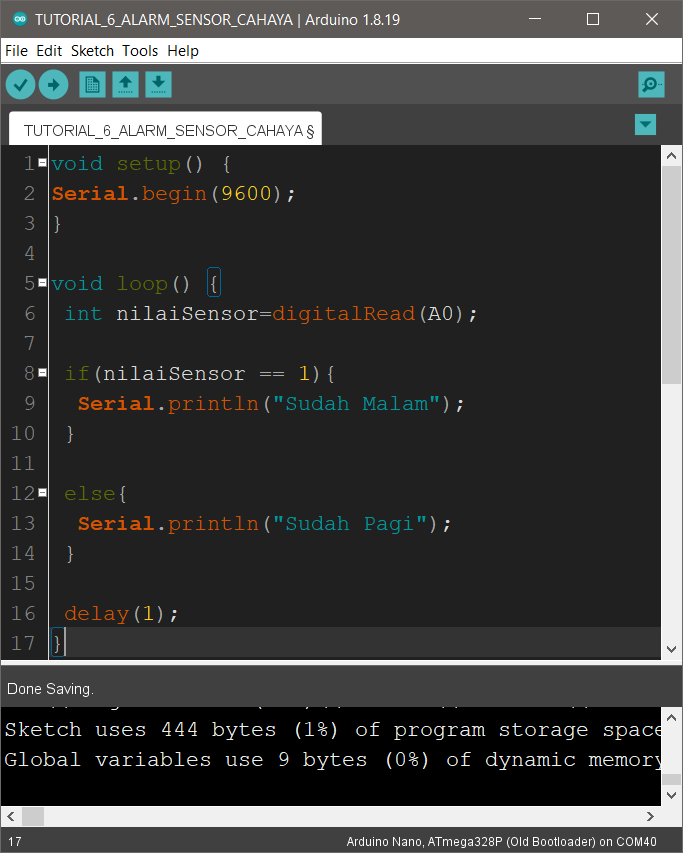 TUTORIAL_6_ALARM_SENSOR_CAHAYA | Arduino 1.8.19
File Edit Sketch Tools Help
TUTORIAL_6_ALARM_SENSOR_CAHAYA §
1 void setup() {
2 Serial.begin(9600);
3 }
4
5 void loop() {
6 int nilaiSensor=digitalRead(A0);
7
8 if(nilaiSensor == 1){
9 Serial.println("Sudah Malam");
10 }
11
12 else{
13 Serial.println("Sudah Pagi");
14 }
15
16 delay(1);
17 }
Done Saving.
Sketch uses 444 bytes (1%) of program storage space
Global variables use 9 bytes (0%) of dynamic memory
17 Arduino Nano, ATmega328P (Old Bootloader) on COM40